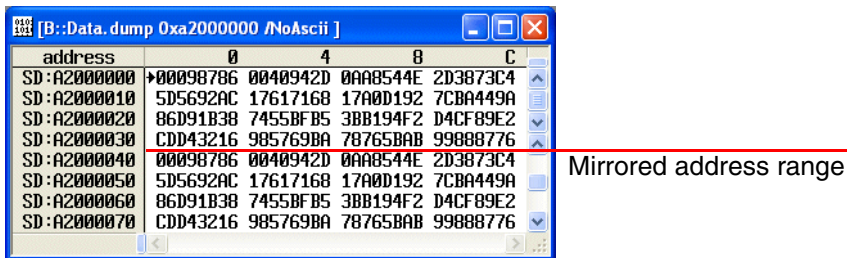 [B::Data.dump 0xa2000000 /NoAscii ]
address 0 4 8 C
SD:A2000000 →00098786 0040942D 0AA8544E 2D3873C4
SD:A2000010 5D5692AC 17617168 17A0D192 7CBA449A
SD:A2000020 86D91B38 7455BFB5 3BB194F2 D4CF89E2
SD:A2000030 CDD43216 985769BA 78765BAB 99888776
SD:A2000040 00098786 0040942D 0AA8544E 2D3873C4
Mirrored address range
SD:A2000050 5D5692AC 17617168 17A0D192 7CBA449A
SD:A2000060 86D91B38 7455BFB5 3BB194F2 D4CF89E2
SD:A2000070 CDD43216 985769BA 78765BAB 99888776